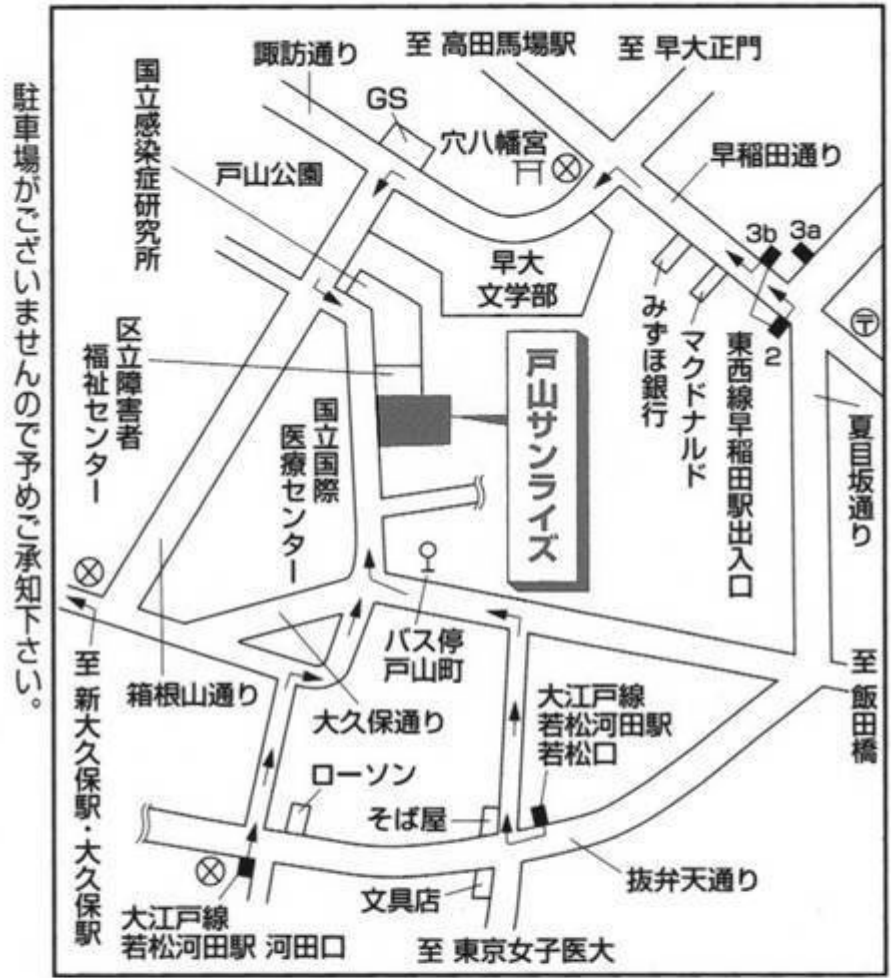 駐車場がございませんので予めご承知下さい。
諏訪通り
至 高田馬場駅
至 早大正門
国立感染症研究所
GS
穴八幡宮
早稲田通り
戸山公園
3b
3a
早大
文学部
みずほ銀行
マクドナルド
2
〒
東西線早稲田駅出入口
夏目坂通り
区立障害者
福祉センター
国立国際
医療センター
戸山サンライズ
バス停
戸山町
至 新大久保駅・大久保駅
箱根山通り
大久保通り
大江戸線
若松河田駅
若松口
至 飯田橋
ローソン
そば屋
文具店
抜弁天通り
大江戸線
若松河田駅 河田口
至 東京女子医大